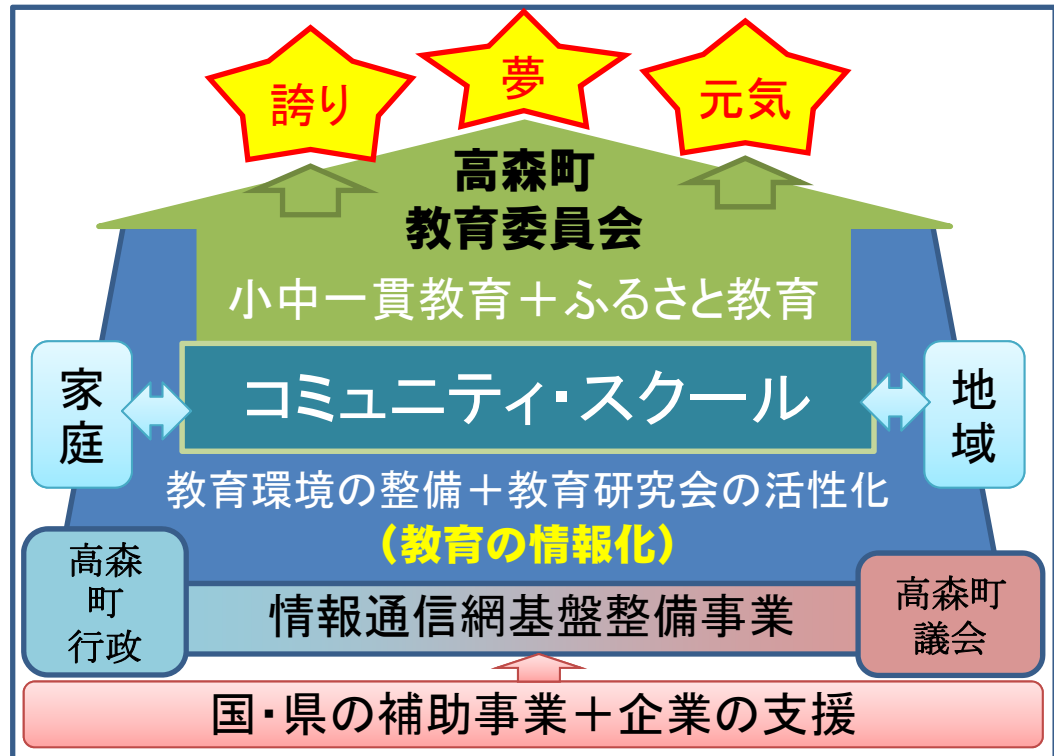 誇り
夢
元気
高森町
教育委員会
小中一貫教育＋ふるさと教育
家
庭
コミュニティ・スクール
地
域
教育環境の整備＋教育研究会の活性化
（教育の情報化）
高森
町
行政
情報通信網基盤整備事業
高森町
議会
国・県の補助事業＋企業の支援